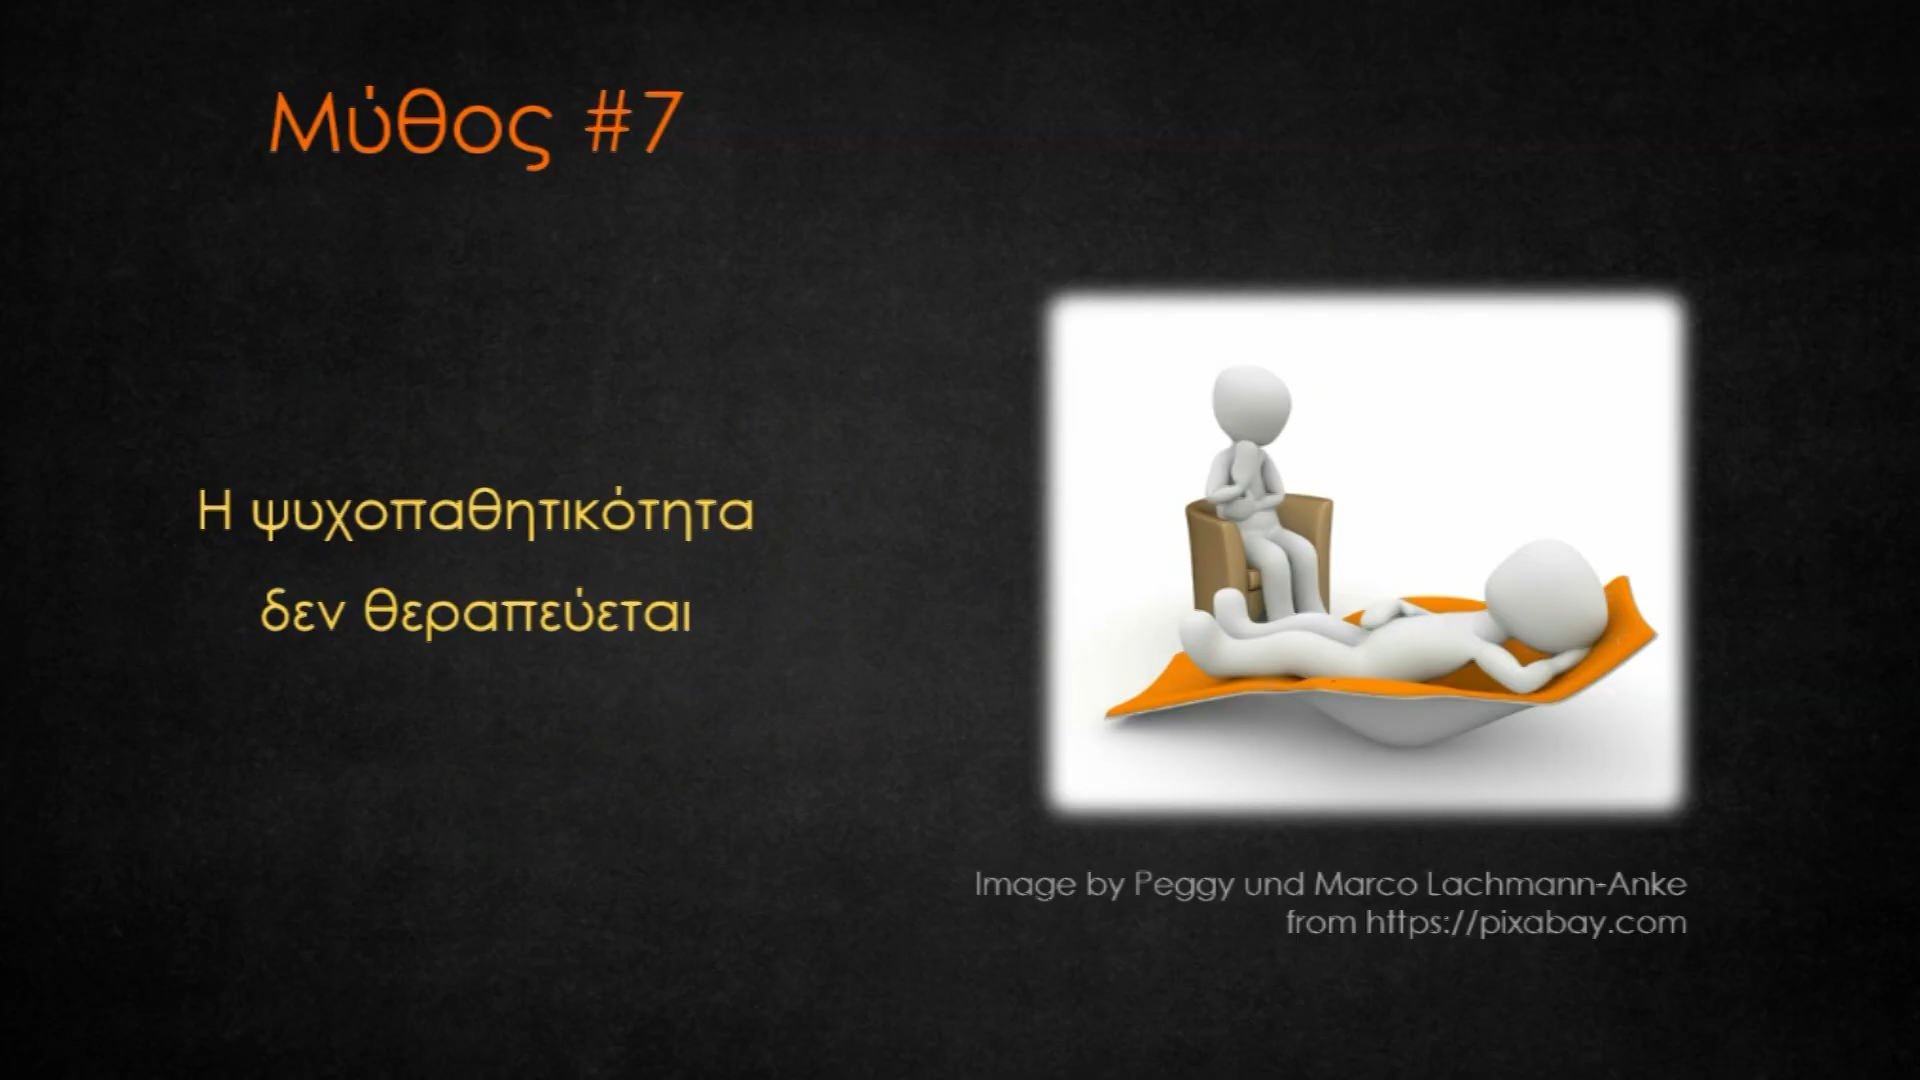 Μύθος #7
Η ψυχοπαθητικότητα
δεν θεραπεύεται
Image by Peggy und Marco Lachmann-Anke
from https://pixabay.com